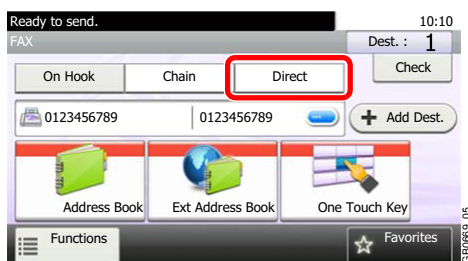 Ready to send.
10:10
FAX
Dest. : 1
On Hook
Chain
Direct
Check
0123456789
0123456789
Add Dest.
Address Book
Ext Address Book
One Touch Key
Functions
Favorites
GB0869_05